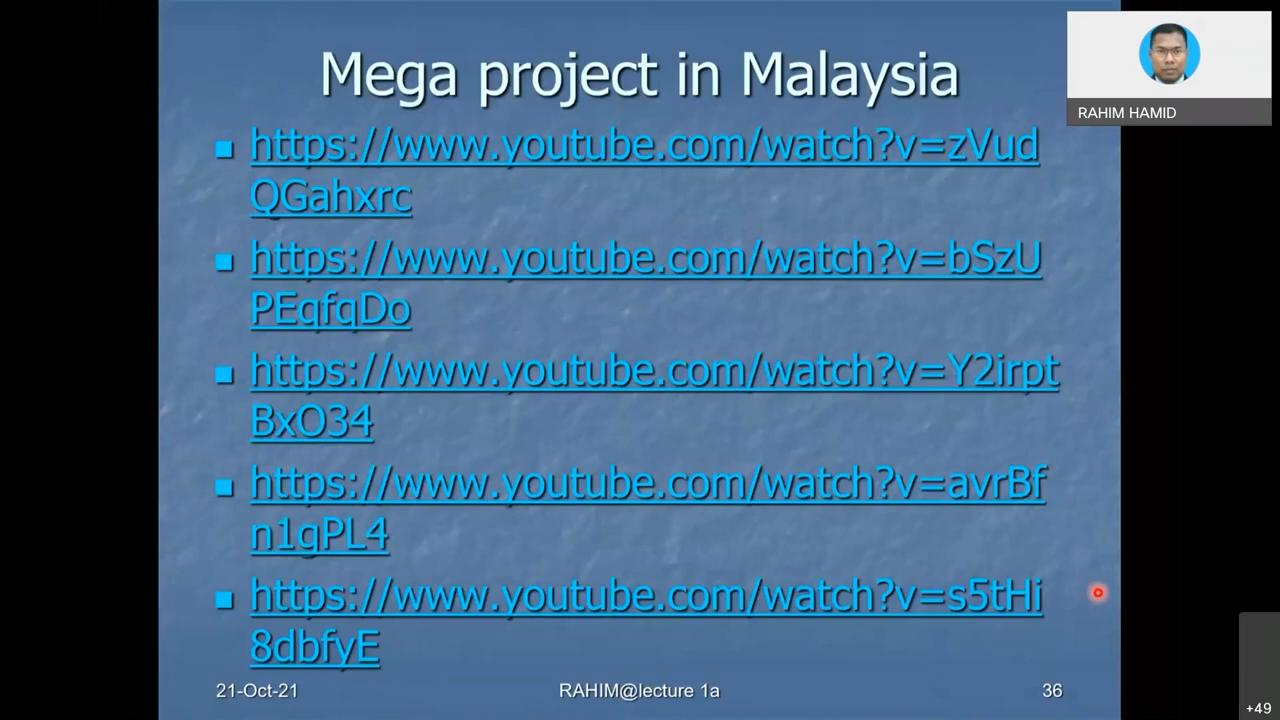 Mega project in Malaysia
https://www.youtube.com/watch?v=zVud
QGahxrc
https://www.youtube.com/watch?v=bSzU
PEqfqDo
https://www.youtube.com/watch?v=Y2irpt
BxO34
https://www.youtube.com/watch?v=avrBf
n1gPL4
https://www.youtube.com/watch?v=s5tHi
8dbfyE
21-Oct-21
RAHIM@lecture 1a
36
RAHIM HAMID
+49